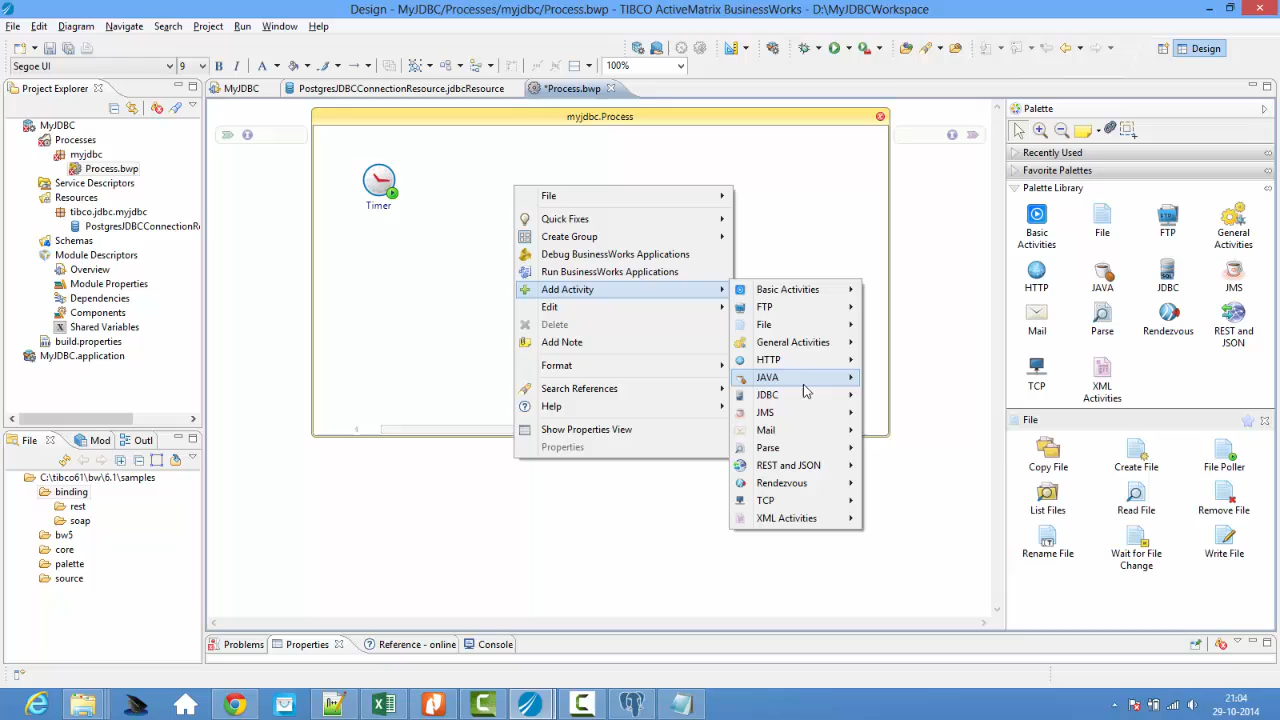 Design - MyJDBC/Processes/myjdbc/Process.bwp - TIBCO ActiveMatrix BusinessWorks - D:\MyJDBCWorkspace
File Edit Diagram Navigate Search Project Run Window Help
Design
Segoe UI 9 B I A 100%
Project Explorer
MyJDBC
Processes
myjdbc
Process.bwp
Service Descriptors
Resources
tibco.jdbc.myjdbc
PostgresJDBCConnectionRe
Schemas
Module Descriptors
Overview
Module Properties
Dependencies
Components
Shared Variables
build.properties
MyJDBC.application
File Mod Outl
C:\tibco61\bw\6.1\samples
binding
rest
soap
bw5
core
palette
source
MyJDBC PostgresJDBCConnectionResource.jdbcResource *Process.bwp
myjdbc.Process
Timer
File
Quick Fixes
Create Group
Debug BusinessWorks Applications
Run BusinessWorks Applications
Add Activity
Edit
Delete
Add Note
Format
Search References
Help
Show Properties View
Properties
Basic Activities
FTP
File
General Activities
HTTP
JAVA
JDBC
JMS
Mail
Parse
REST and JSON
Rendezvous
TCP
XML Activities
Palette
Recently Used
Favorite Palettes
Palette Library
Basic Activities File FTP General Activities
HTTP JAVA JDBC JMS
Mail Parse Rendezvous REST and JSON
TCP XML Activities
File
Copy File Create File File Poller
List Files Read File Remove File
Rename File Wait for File Change Write File
Problems Properties Reference - online Console
21:04
29-10-2014